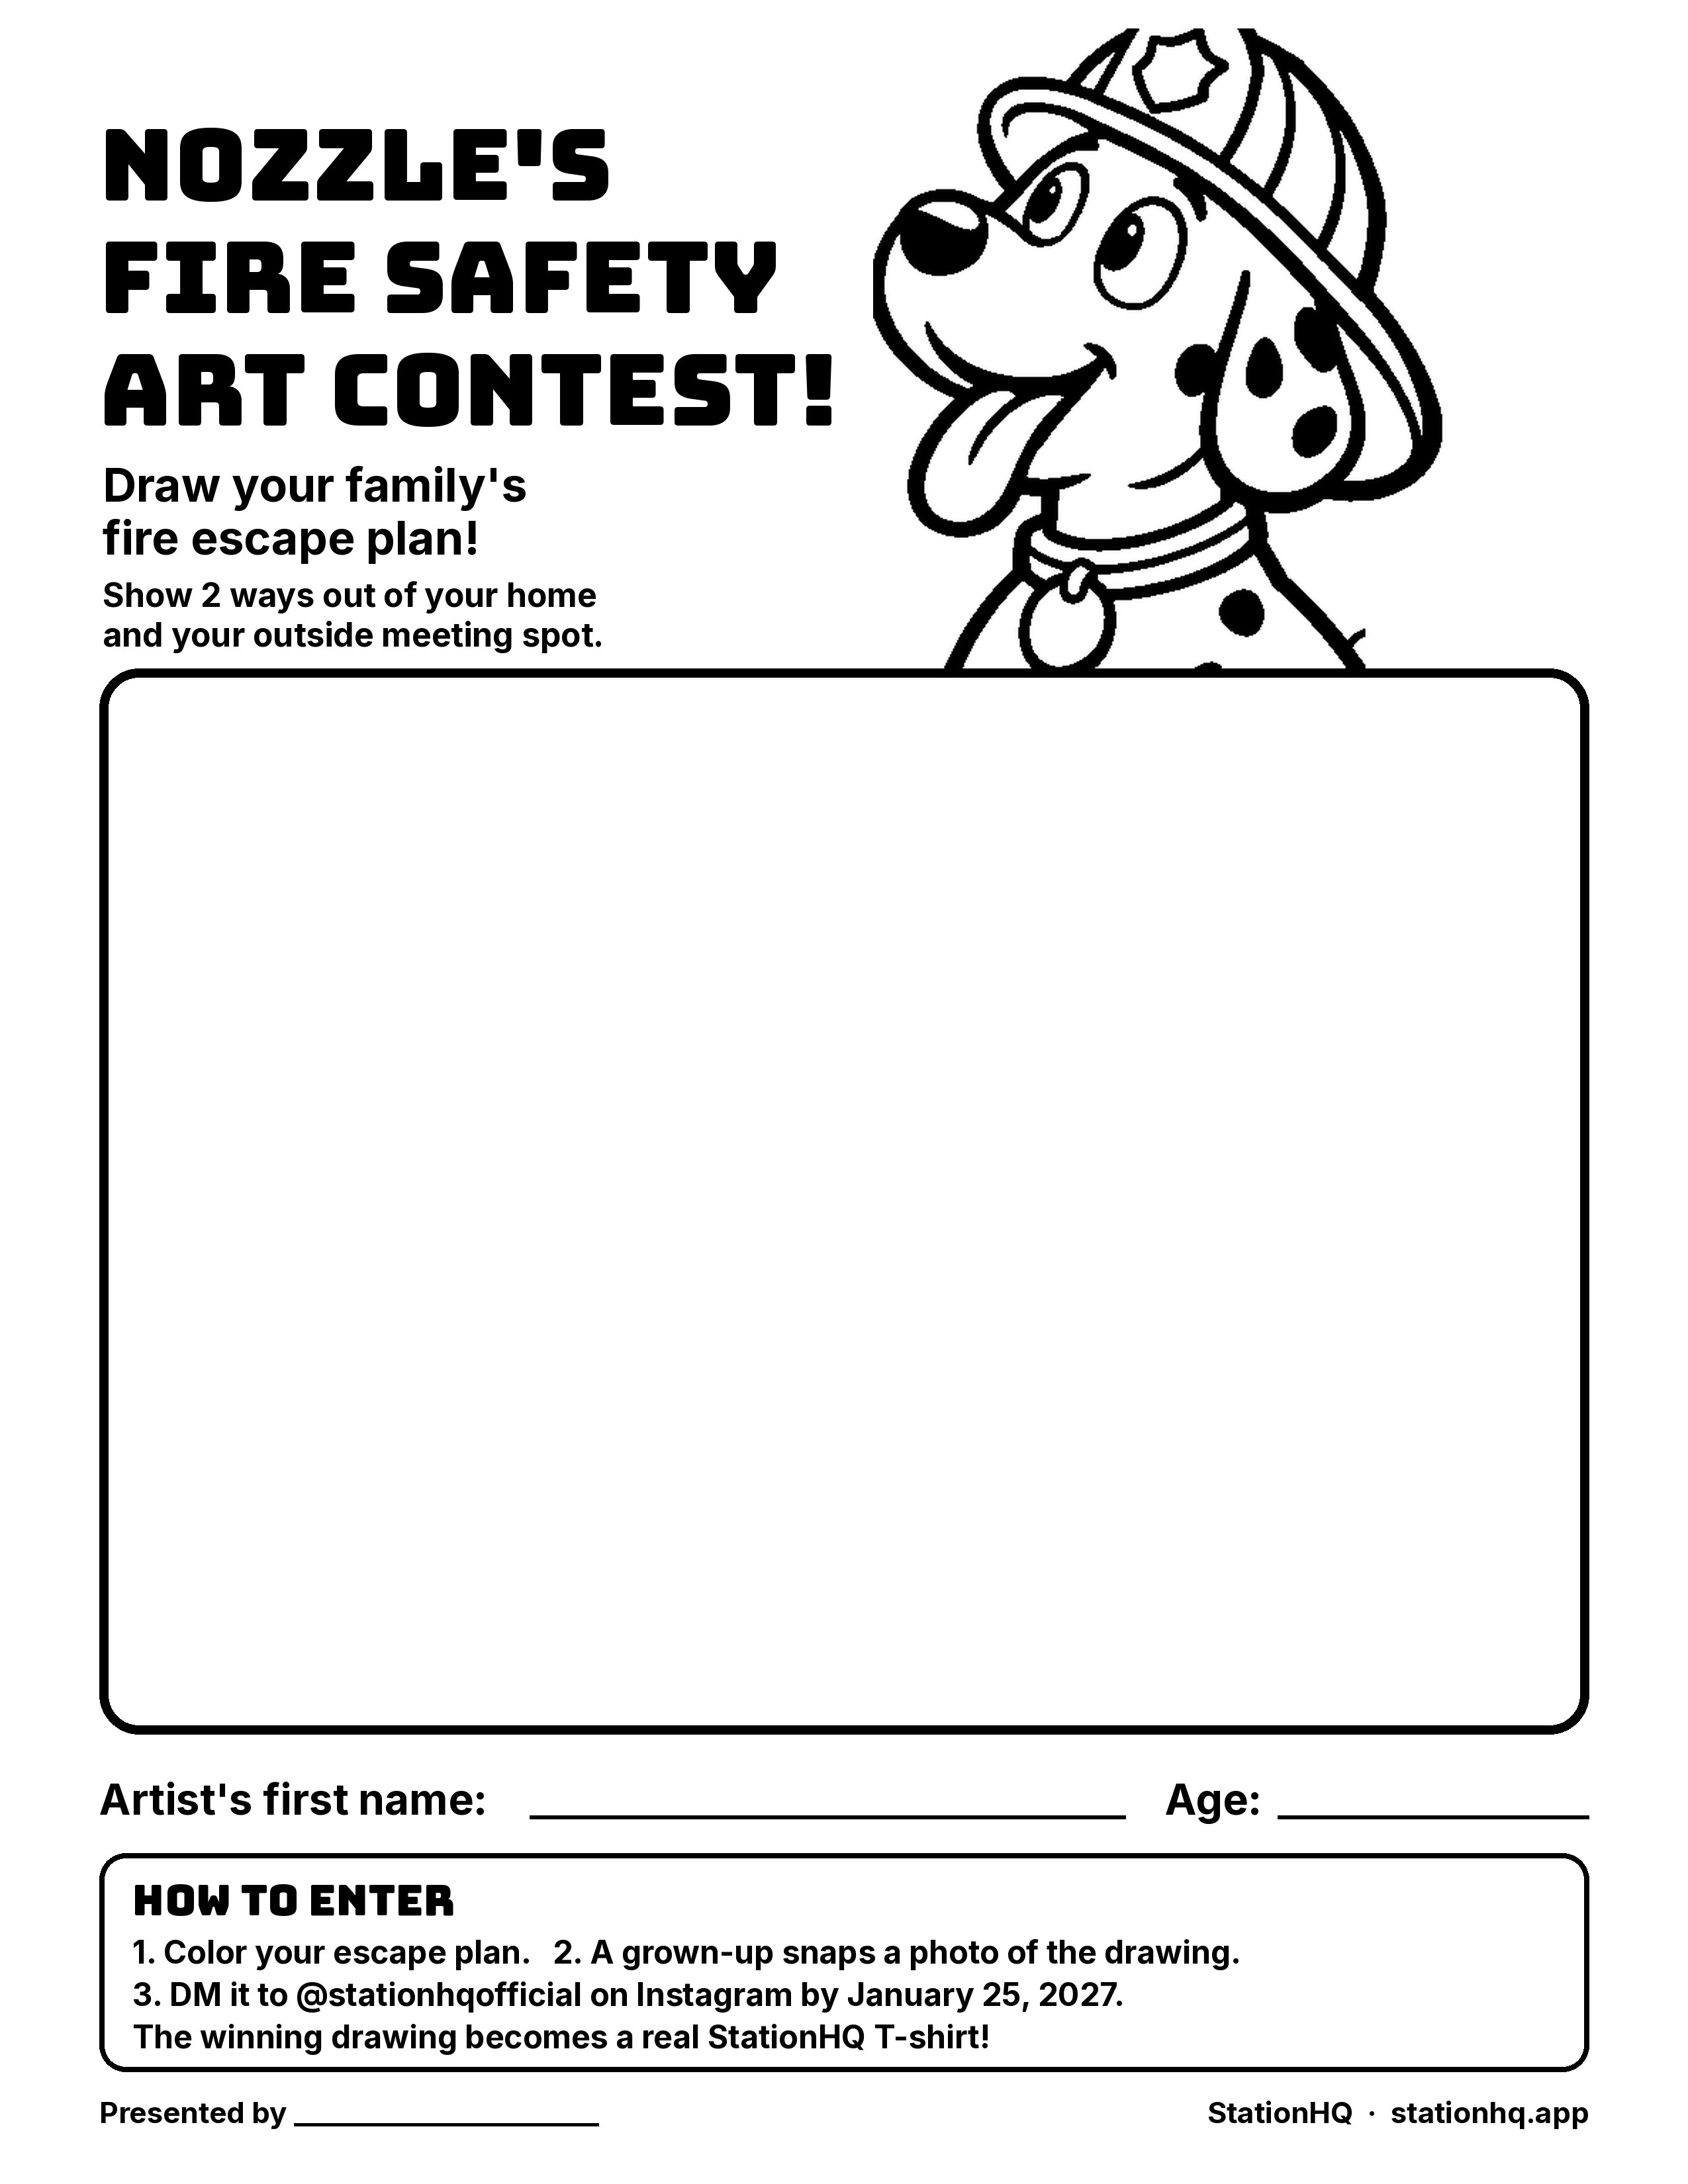 NOZZLE'S
FIRE SAFETY
ART CONTEST!
Draw your family's
fire escape plan!
Show 2 ways out of your home
and your outside meeting spot.
Artist's first name: Age:
HOW TO ENTER
1. Color your escape plan. 2. A grown-up snaps a photo of the drawing.
3. DM it to @stationhqofficial on Instagram by January 25, 2027.
The winning drawing becomes a real StationHQ T-shirt!
Presented by
StationHQ · stationhq.app